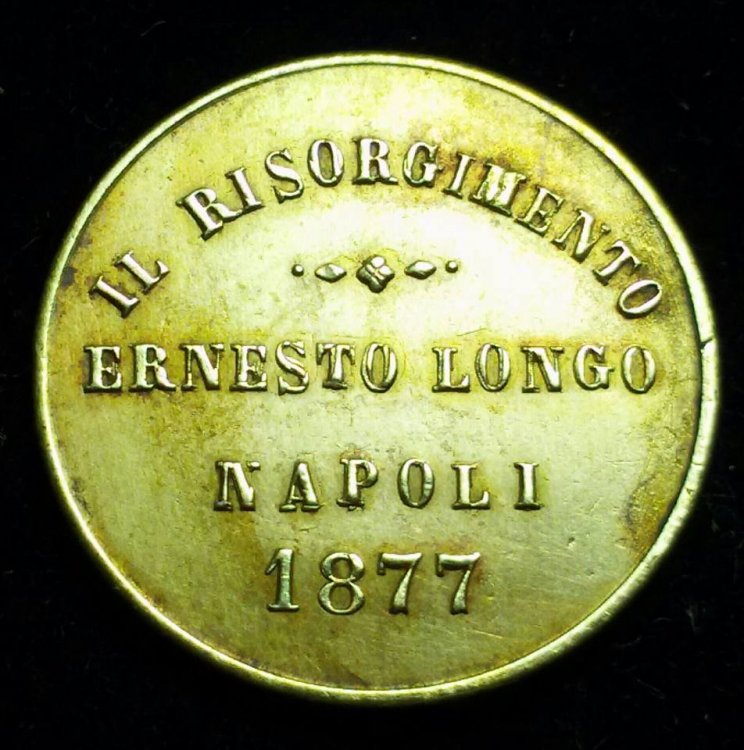 IL RISORGIMENTO
ERNESTO LONGO
NAPOLI
1877